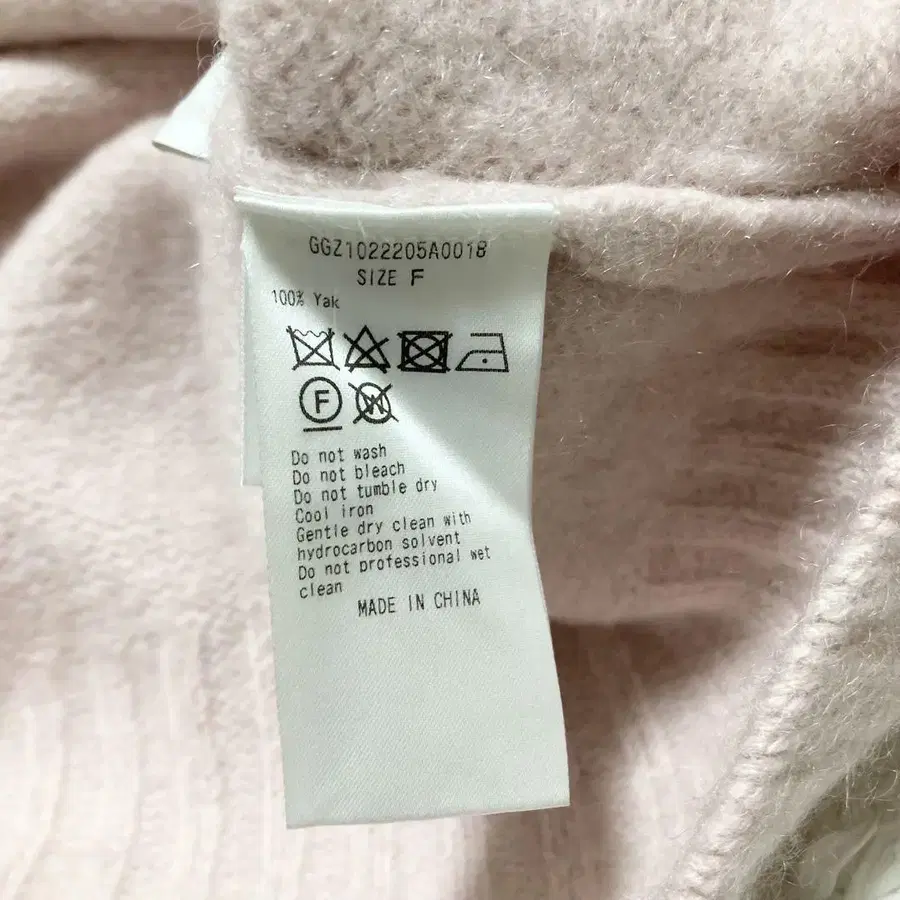 GGZ1022205A0018
SIZE F
100% Yak
F W
Do not wash
Do not bleach
Do not tumble dry
Cool iron
Gentle dry clean with
hydrocarbon solvent
Do not professional wet
clean
MADE IN CHINA